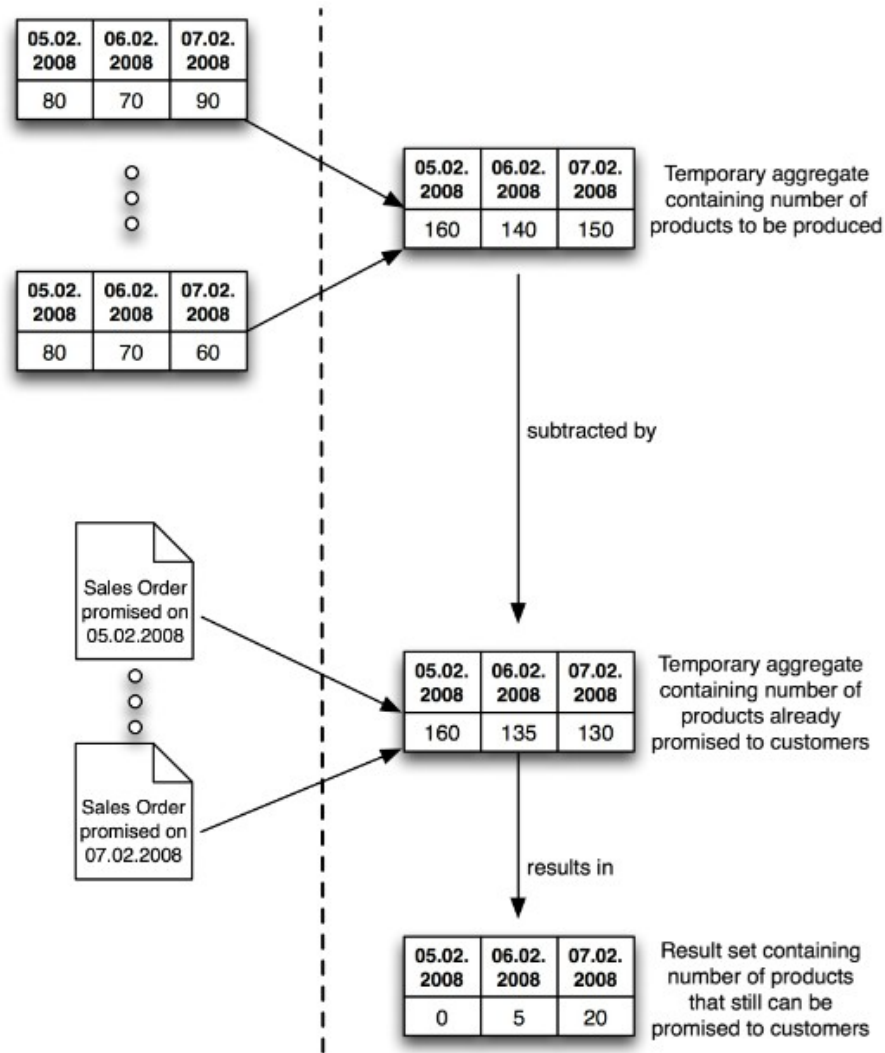 05.02. 06.02. 07.02.
2008 2008 2008
80 70 90
05.02. 06.02. 07.02.
2008 2008 2008
160 140 150
Temporary aggregate
containing number of
products to be produced
05.02. 06.02. 07.02.
2008 2008 2008
80 70 60
subtracted by
Sales Order
promised on
05.02.2008
05.02. 06.02. 07.02.
2008 2008 2008
160 135 130
Temporary aggregate
containing number of
products already
promised to customers
Sales Order
promised on
07.02.2008
results in
05.02. 06.02. 07.02.
2008 2008 2008
0 5 20
Result set containing
number of products
that still can be
promised to customers